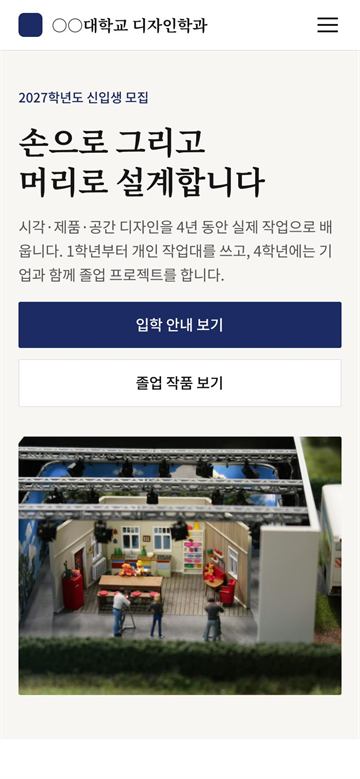 ○○대학교 디자인학과
2027학년도 신입생 모집
손으로 그리고
머리로 설계합니다
시각·제품·공간 디자인을 4년 동안 실제 작업으로 배
웁니다. 1학년부터 개인 작업대를 쓰고, 4학년에는 기
업과 함께 졸업 프로젝트를 합니다.
입학 안내 보기
졸업 작품 보기